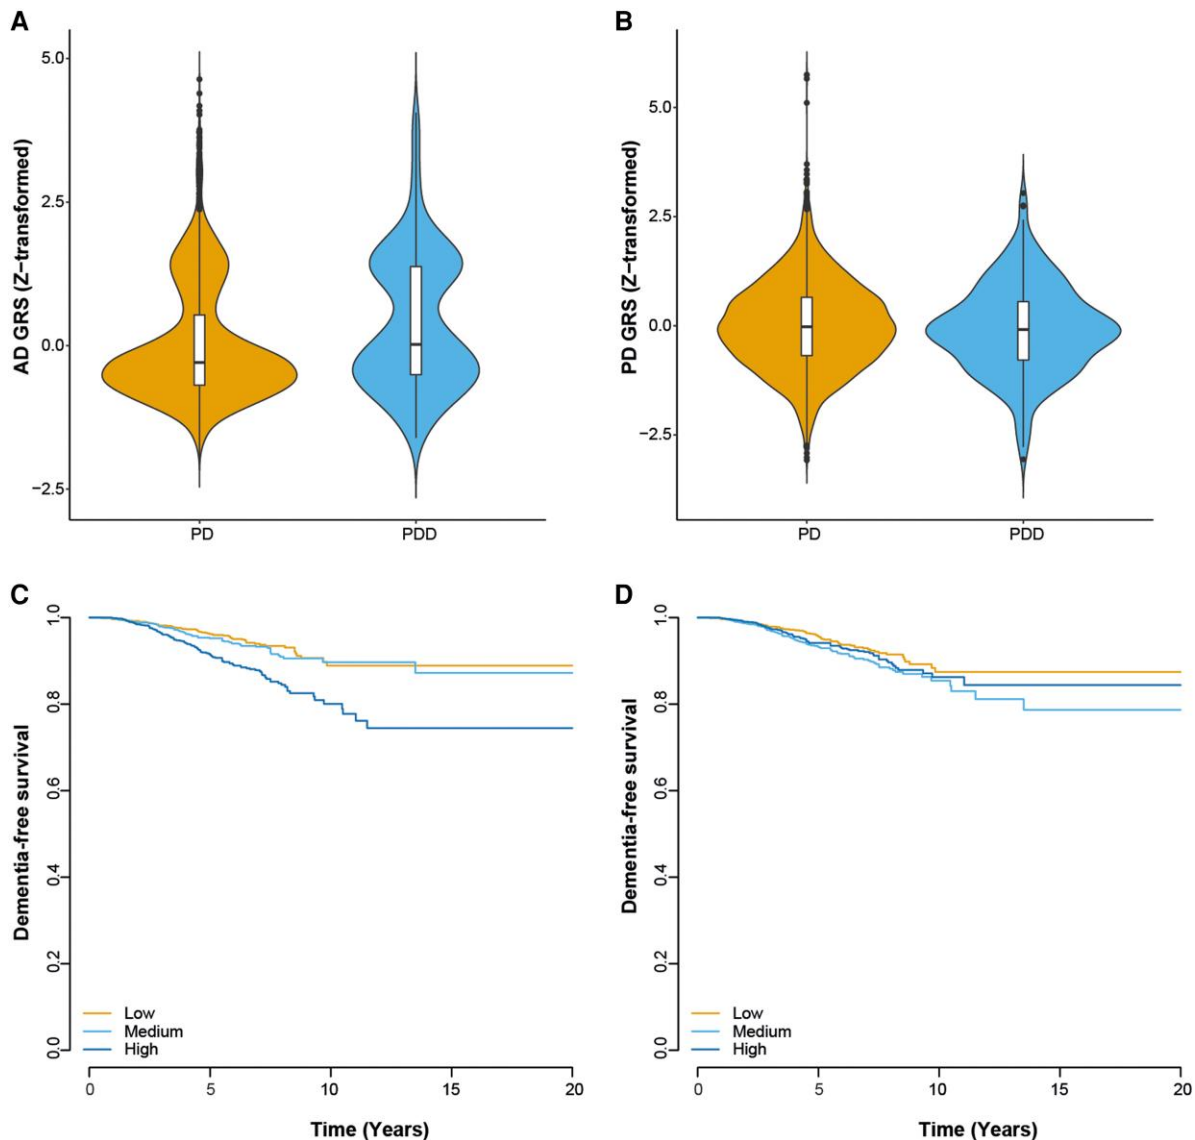 A
AD GRS (Z−transformed)
5.0
2.5
0.0
−2.5
PD
PDD
B
PD GRS (Z−transformed)
5.0
2.5
0.0
−2.5
PD
PDD
C
Dementia-free survival
1.0
0.8
0.6
0.4
0.2
0.0
Low
Medium
High
0 5 10 15 20
Time (Years)
D
Dementia-free survival
1.0
0.8
0.6
0.4
0.2
0.0
Low
Medium
High
0 5 10 15 20
Time (Years)